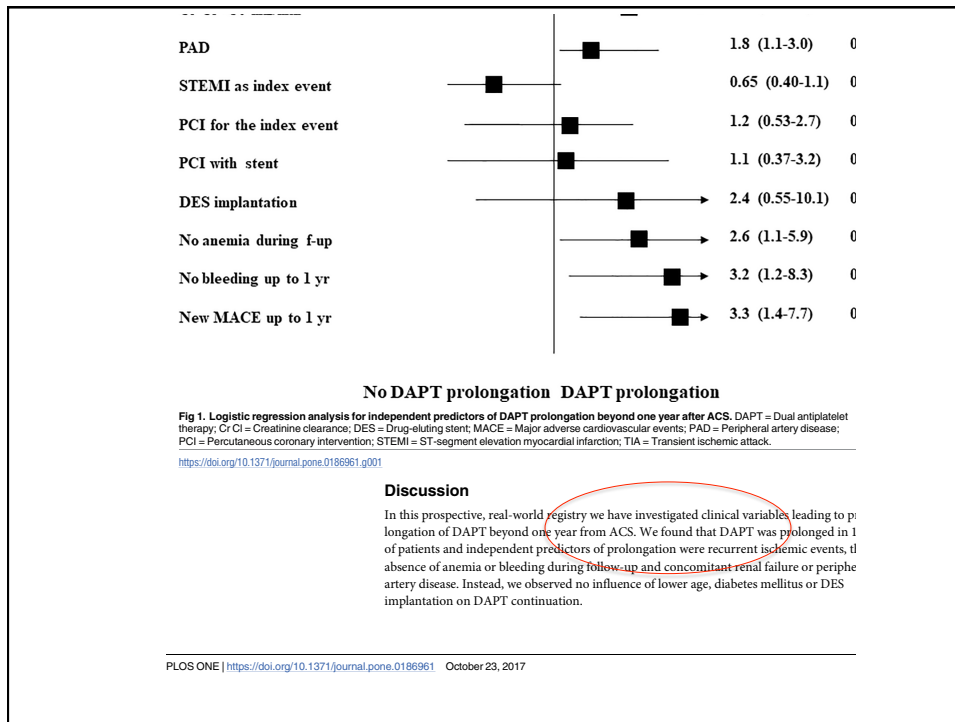 PAD 1.8 (1.1-3.0) 0
STEMI as index event 0.65 (0.40-1.1) 0
PCI for the index event 1.2 (0.53-2.7) 0
PCI with stent 1.1 (0.37-3.2) 0
DES implantation 2.4 (0.55-10.1) 0
No anemia during f-up 2.6 (1.1-5.9) 0
No bleeding up to 1 yr 3.2 (1.2-8.3) 0
New MACE up to 1 yr 3.3 (1.4-7.7) 0
No DAPT prolongation DAPT prolongation
Fig 1. Logistic regression analysis for independent predictors of DAPT prolongation beyond one year after ACS. DAPT = Dual antiplatelet
therapy; Cr Cl = Creatinine clearance; DES = Drug-eluting stent; MACE = Major adverse cardiovascular events; PAD = Peripheral artery disease;
PCI = Percutaneous coronary intervention; STEMI = ST-segment elevation myocardial infarction; TIA = Transient ischemic attack.
https://doi.org/10.1371/journal.pone.0186961.g001
Discussion
In this prospective, real-world registry we have investigated clinical variables leading to
longation of DAPT beyond one year from ACS. We found that DAPT was prolonged in 1
of patients and independent predictors of prolongation were recurrent ischemic events,
absence of anemia or bleeding during follow-up and concomitant renal failure or periphe
artery disease. Instead, we observed no influence of lower age, diabetes mellitus or DES
implantation on DAPT continuation.
PLOS ONE | https://doi.org/10.1371/journal.pone.0186961 October 23, 2017